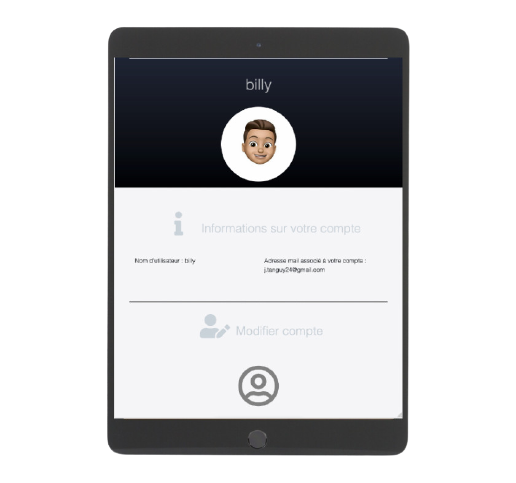 billy
Informations sur votre compte
Nom d'utilisateur : billy
Adresse mail associé à votre compte :
j.tanguy24@gmail.com
Modifier compte